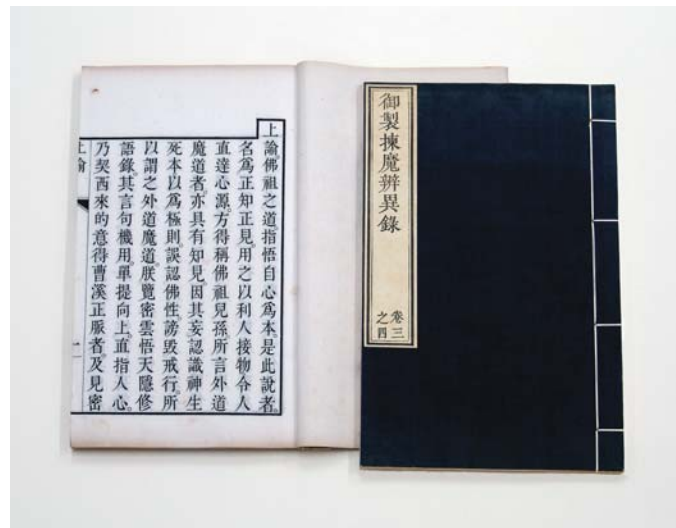 御製揀魔辨異錄
卷三
之四
上諭佛祖之道。指悟自心爲本。是此說者。
名爲正知正見。用之以利人接物。令人
直達心源。方得稱佛祖兒孫。所言外道
魔道者。亦具有知見。因其妄認識神生
死本。以爲極則。誤認佛性。謗毀戒行。所
以謂之外道魔道。朕覽密雲悟天隱修
語錄。其言句機用。單提向上。直指人心。
乃契西來的意。得曹溪正脈者。及見密
上諭
一